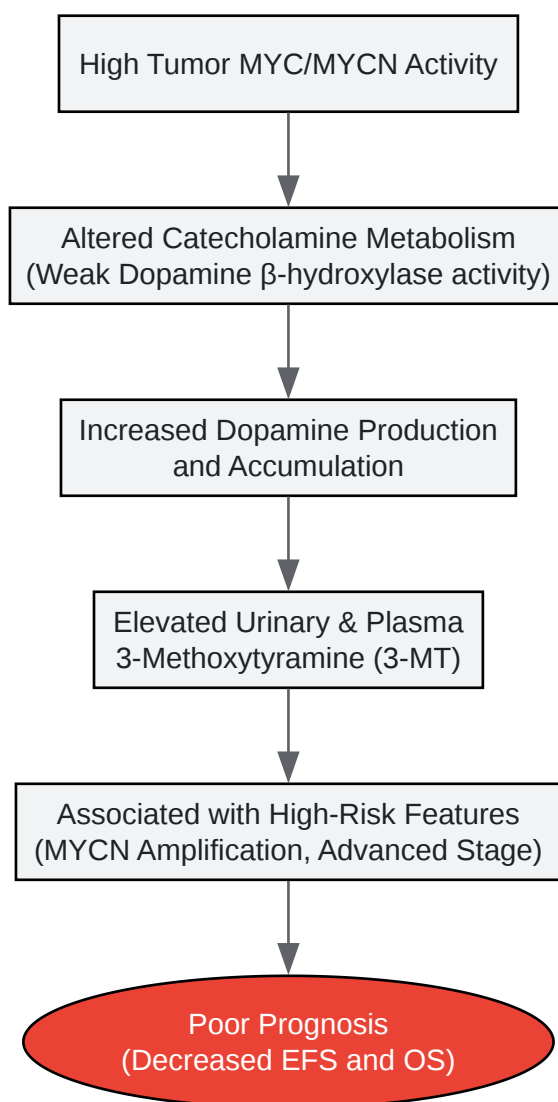 High Tumor MYC/MYCN Activity
Altered Catecholamine Metabolism
(Weak Dopamine β-hydroxylase activity)
Increased Dopamine Production
and Accumulation
Elevated Urinary & Plasma
3-Methoxytyramine (3-MT)
Associated with High-Risk Features
(MYCN Amplification, Advanced Stage)
Poor Prognosis
(Decreased EFS and OS)